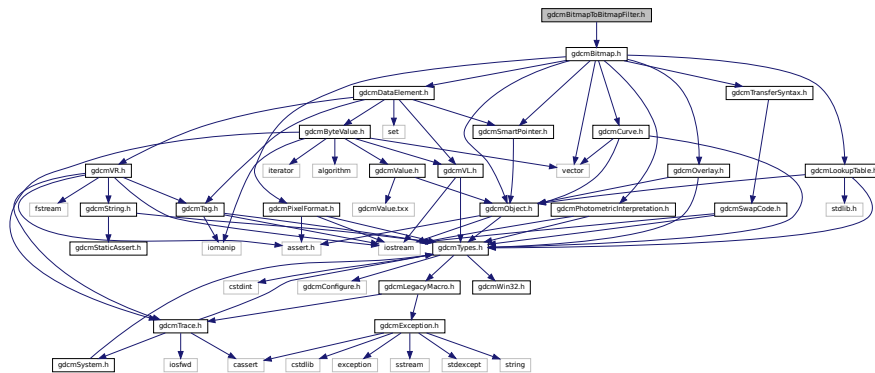 gdcmBitmapToBitmapFilter.h
gdcmBitmap.h
gdcmDataElement.h
gdcmTransferSyntax.h
gdcmByteValue.h
set
gdcmSmartPointer.h
gdcmCurve.h
gdcmVR.h
iterator
algorithm
gdcmValue.h
gdcmVL.h
vector
gdcmOverlay.h
gdcmLookupTable.h
fstream
gdcmString.h
gdcmTag.h
gdcmPixelFormat.h
gdcmValue.txx
gdcmObject.h
gdcmPhotometricInterpretation.h
gdcmSwapCode.h
stdlib.h
gdcmStaticAssert.h
iomanip
assert.h
iostream
gdcmTypes.h
cstdint
gdcmConfigure.h
gdcmLegacyMacro.h
gdcmWin32.h
gdcmTrace.h
gdcmException.h
gdcmSystem.h
iosfwd
cassert
cstdlib
exception
sstream
stdexcept
string